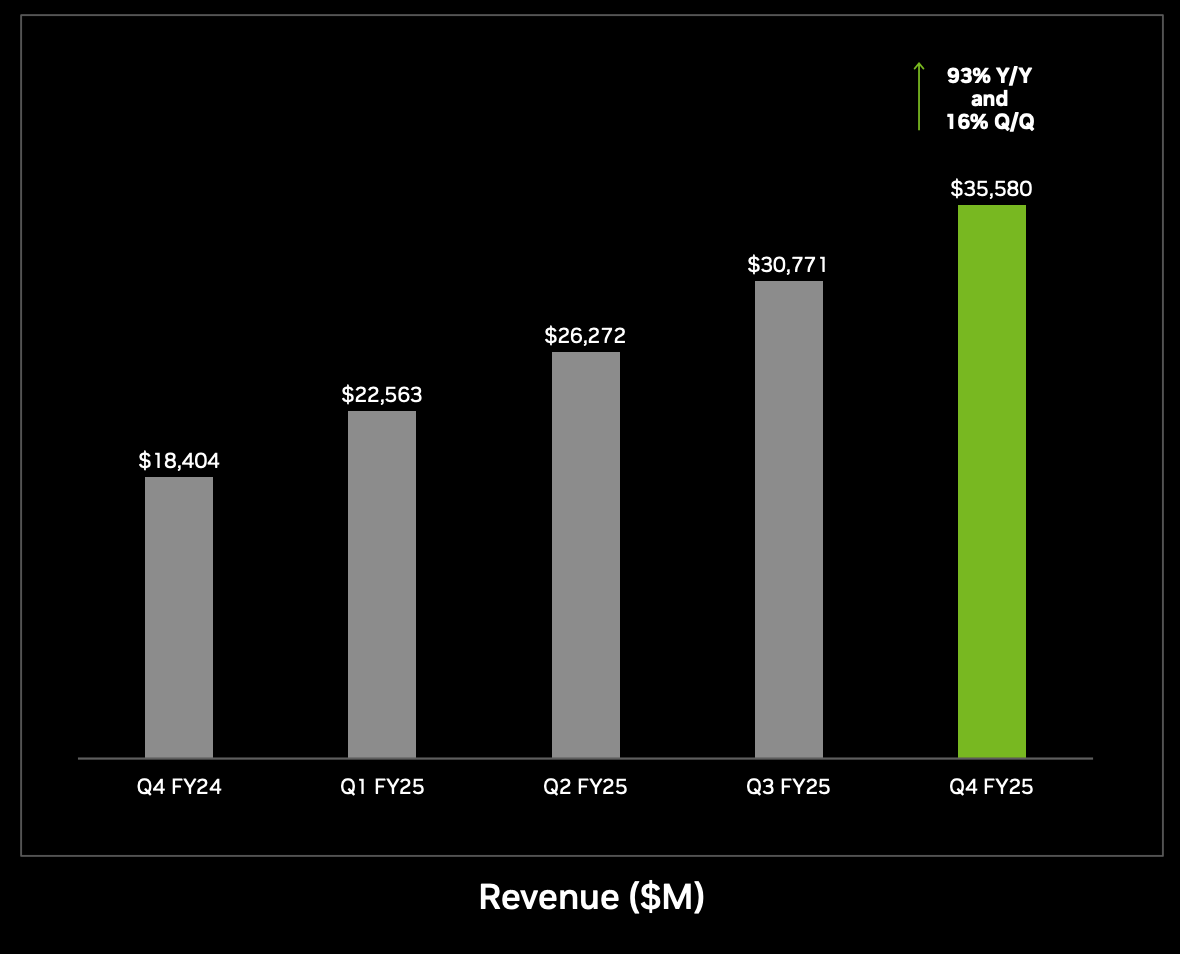 93% Y/Y
and
16% Q/Q
$35,580
$30,771
$26,272
$22,563
$18,404
Q4 FY24
Q1 FY25
Q2 FY25
Q3 FY25
Q4 FY25
Revenue ($M)